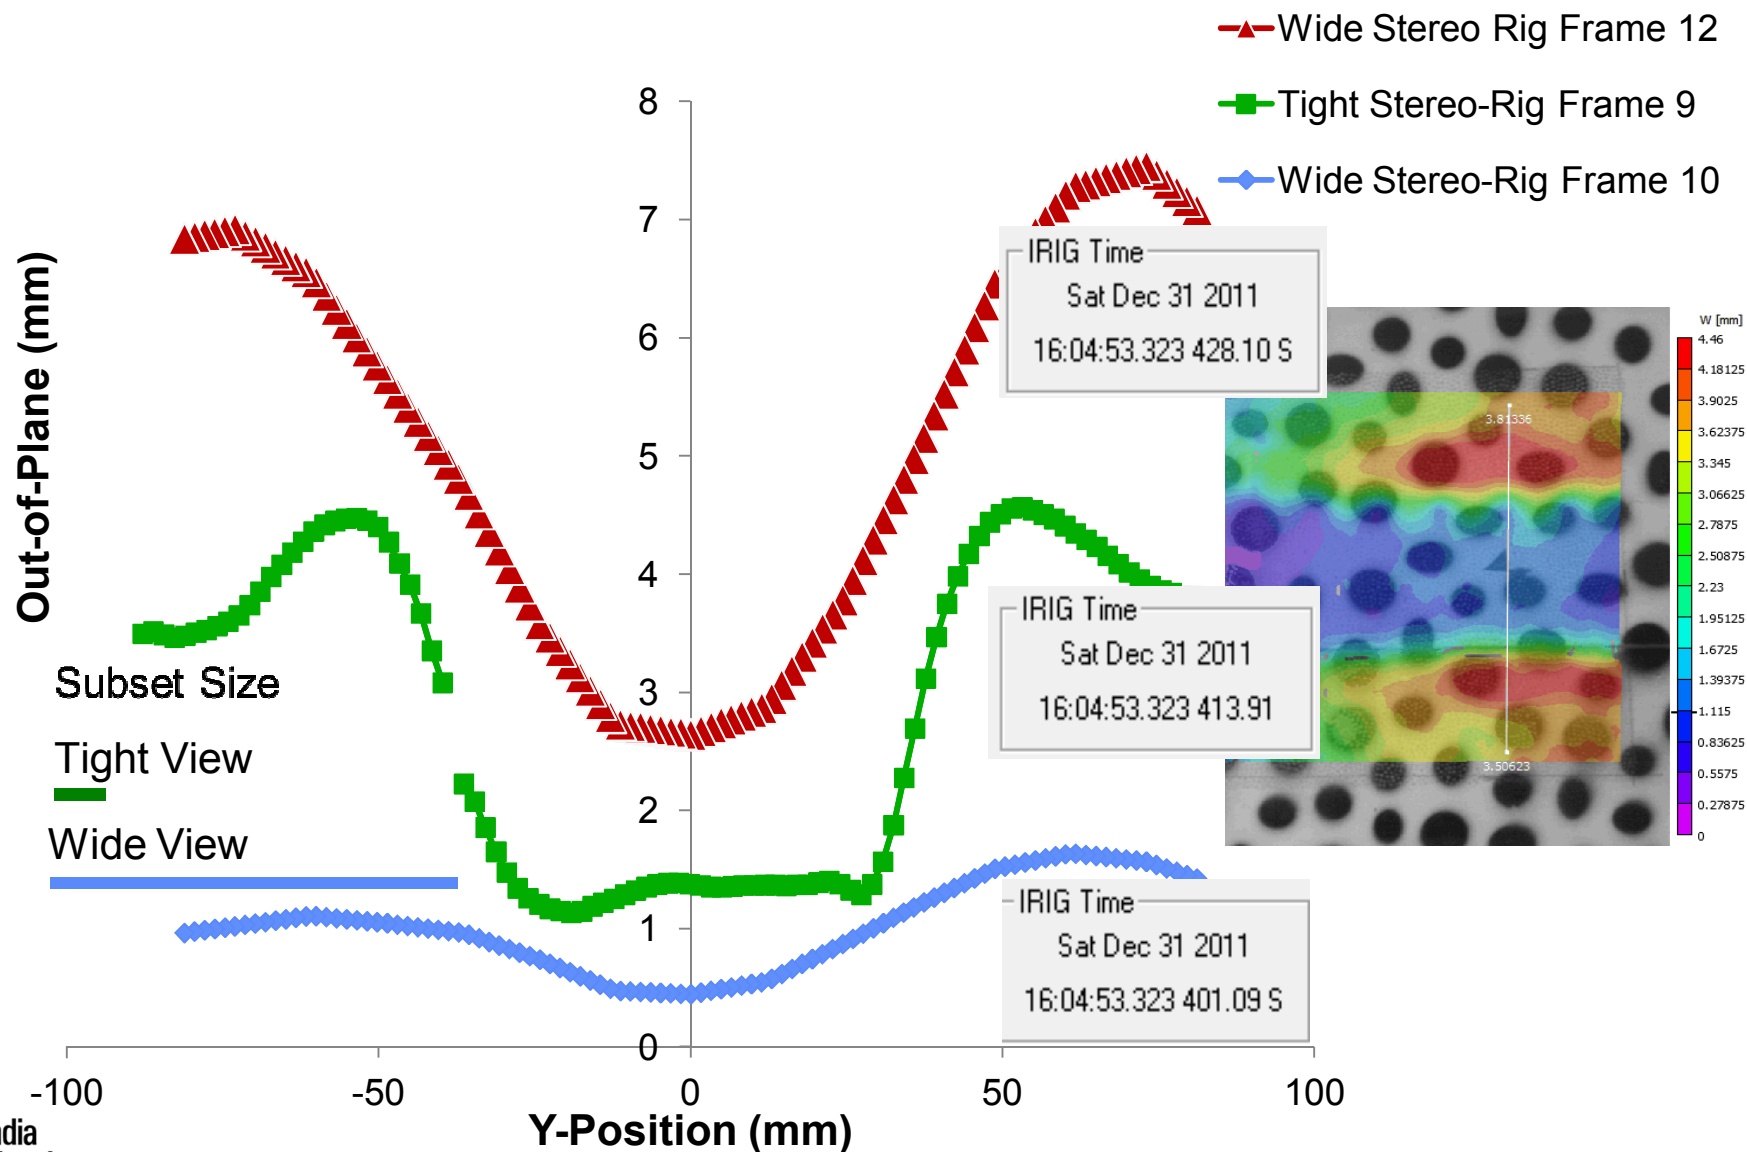 Wide Stereo Rig Frame 12
Tight Stereo-Rig Frame 9
Wide Stereo-Rig Frame 10
Out-of-Plane (mm)
8
7
6
5
4
3
2
1
0
-100
-50
0
50
100
Y-Position (mm)
Subset Size
Tight View
Wide View
IRIG Time
Sat Dec 31 2011
16:04:53.323 428.10 S
IRIG Time
Sat Dec 31 2011
16:04:53.323 413.91
IRIG Time
Sat Dec 31 2011
16:04:53.323 401.09 S
3.81336
3.50623
W [mm]
4.46
4.18125
3.9025
3.62375
3.345
3.06625
2.7875
2.50875
2.23
1.95125
1.6725
1.39375
1.115
0.83625
0.5575
0.27875
0
ndia